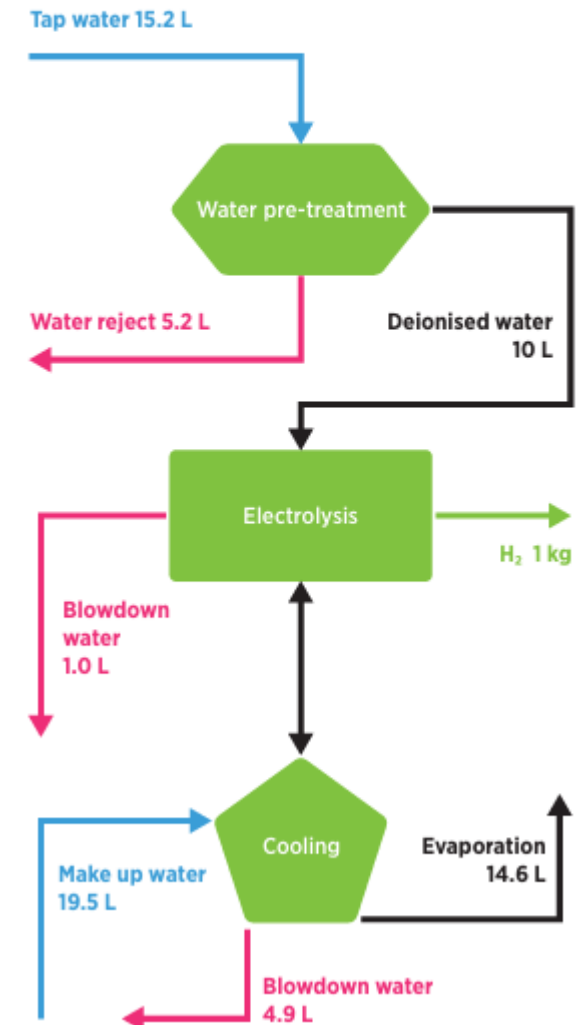 Tap water 15.2 L
Water pre-treatment
Water reject 5.2 L
Deionised water
10 L
Electrolysis
H₂ 1 kg
Blowdown
water
1.0 L
Cooling
Evaporation
14.6 L
Make up water
19.5 L
Blowdown water
4.9 L